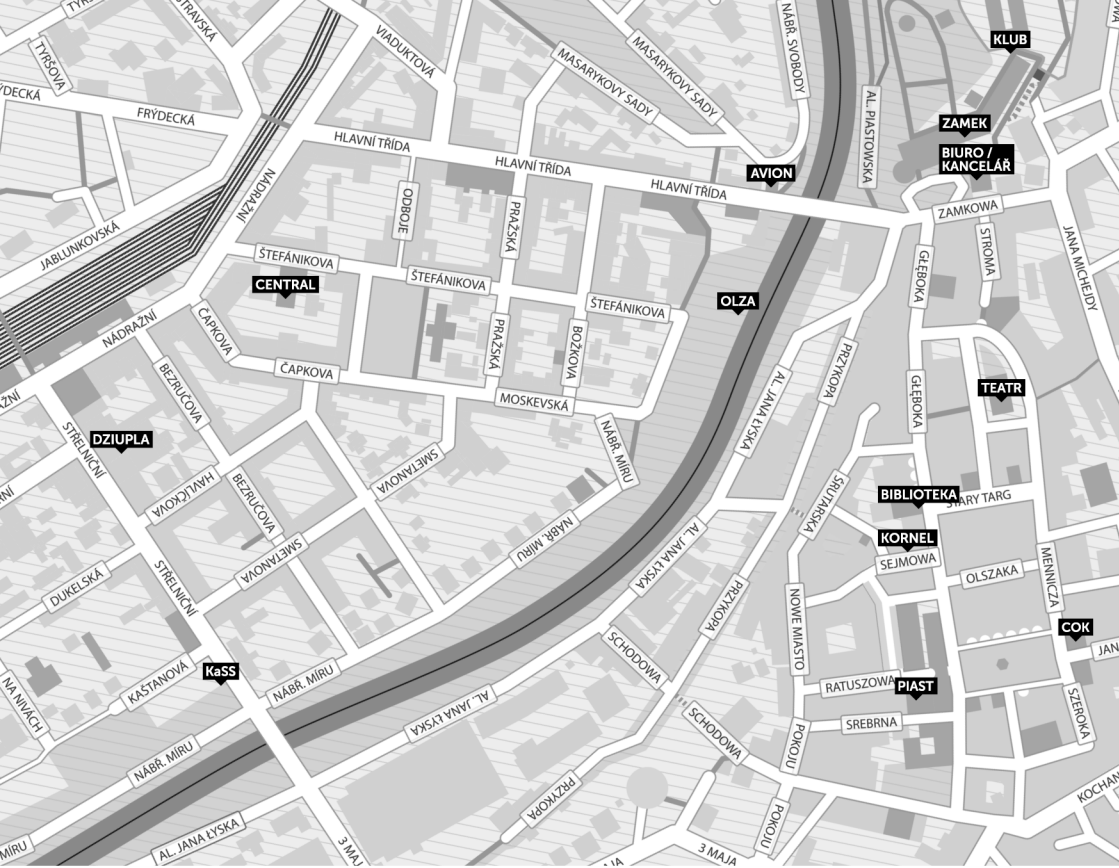 TYRŠOVA
VIADUKTOVÁ
NÁBŘ. SVOBODY
KLUB
MASARYKOVY SADY
MASARYKOVY SADY
FRÝDECKÁ
AL. PIASTOWSKA
ZAMEK
HLAVNÍ TŘÍDA
HLAVNÍ TŘÍDA
HLAVNÍ TŘÍDA
AVION
BIURO /
KANCELÁŘ
NÁDRAŽNÍ
ODBOJE
PRAŽSKÁ
ZAMKOWA
JABLUNKOVSKÁ
STROMA
JANA MICHEJDY
ŠTEFÁNIKOVA
CENTRAL
ŠTEFÁNIKOVA
GŁĘBOKA
OLZA
ŠTEFÁNIKOVA
NÁDRAŽNÍ
ČAPKOVA
PRAŽSKÁ
BOŽKOVA
PRZYKOPA
ČAPKOVA
BEZRUČOVA
AL. JANA ŁYSKA
GŁĘBOKA
TEATR
MOSKEVSKÁ
STŘELNIČNÍ
DZIUPLA
NÁBŘ. MÍRU
SMETANOVA
HAVLÍČKOVA
BEZRUČOVA
ŚRUTARSKA
BIBLIOTEKA
STARY TARG
NÁBŘ. MÍRU
AL. JANA ŁYSKA
KORNEL
SEJMOWA
SMETANOVA
OLSZAKA
MENNICZA
DUKELSKÁ
STŘELNIČNÍ
PRZYKOPA
NOWE MIASTO
COK
SCHODOWA
KaSS
KAŠTANOVÁ
NÁBŘ. MÍRU
RATUSZOWA
PIAST
NA NIVÁCH
AL. JANA ŁYSKA
SZEROKA
SCHODOWA
SREBRNA
POKOJU
NÁBŘ. MÍRU
PRZYKOPA
POKOJU
AL. JANA ŁYSKA
3 MAJA